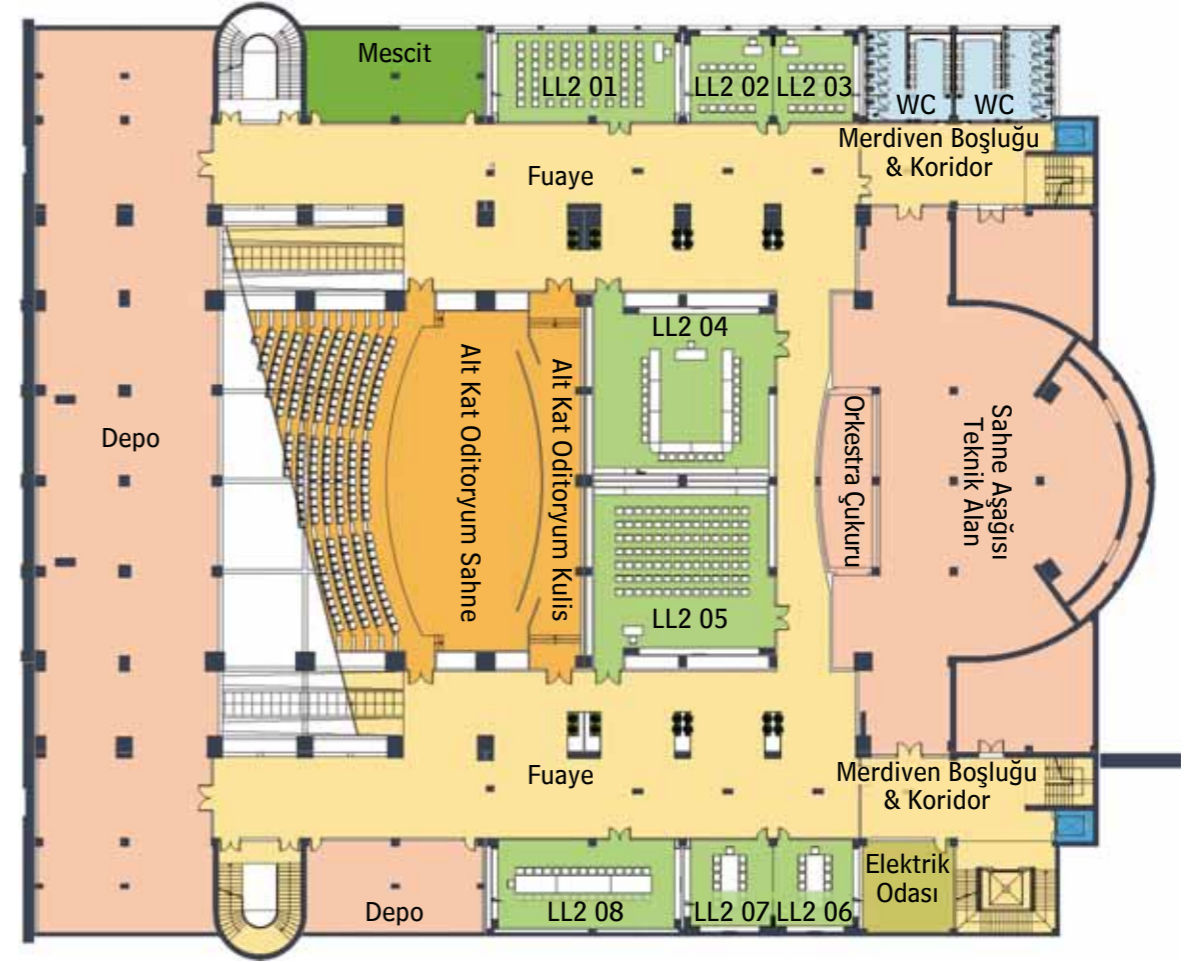 Mescit
LL2 01
LL2 02
LL2 03
WC
WC
Merdiven Boşluğu
& Koridor
Fuaye
LL2 04
Depo
Alt Kat Oditoryum Sahne
Alt Kat Oditoryum Kulis
Orkestra Çukuru
Sahne Aşağısı
Teknik Alan
LL2 05
Fuaye
Merdiven Boşluğu
& Koridor
Depo
LL2 08
LL2 07
LL2 06
Elektrik
Odası